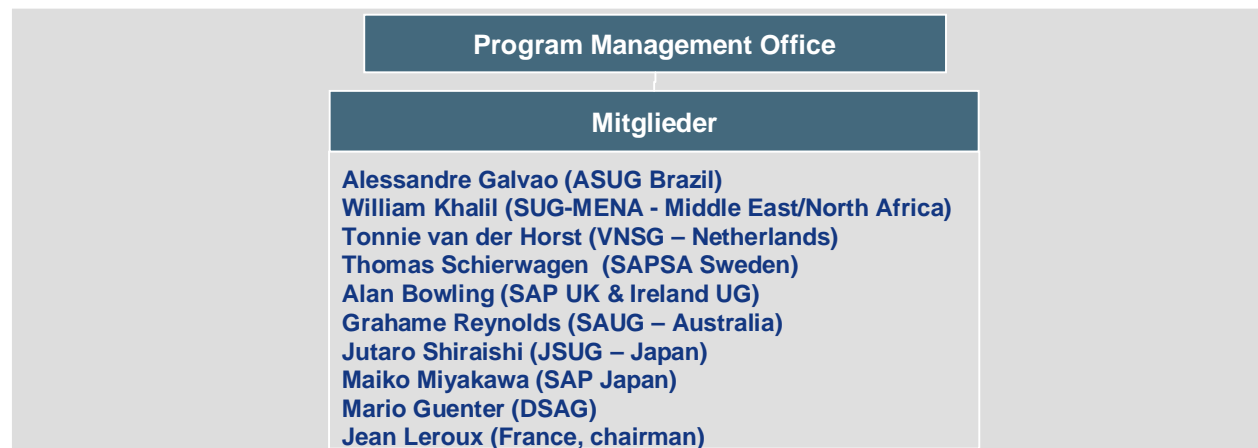 Program Management Office
Mitglieder
Alessandre Galvao (ASUG Brazil)
William Khalil (SUG-MENA - Middle East/North Africa)
Tonnie van der Horst (VNSG – Netherlands)
Thomas Schierwagen  (SAPSA Sweden)
Alan Bowling (SAP UK & Ireland UG)
Grahame Reynolds (SAUG – Australia)
Jutaro Shiraishi (JSUG – Japan)
Maiko Miyakawa (SAP Japan)
Mario Guenter (DSAG)
Jean Leroux (France, chairman)